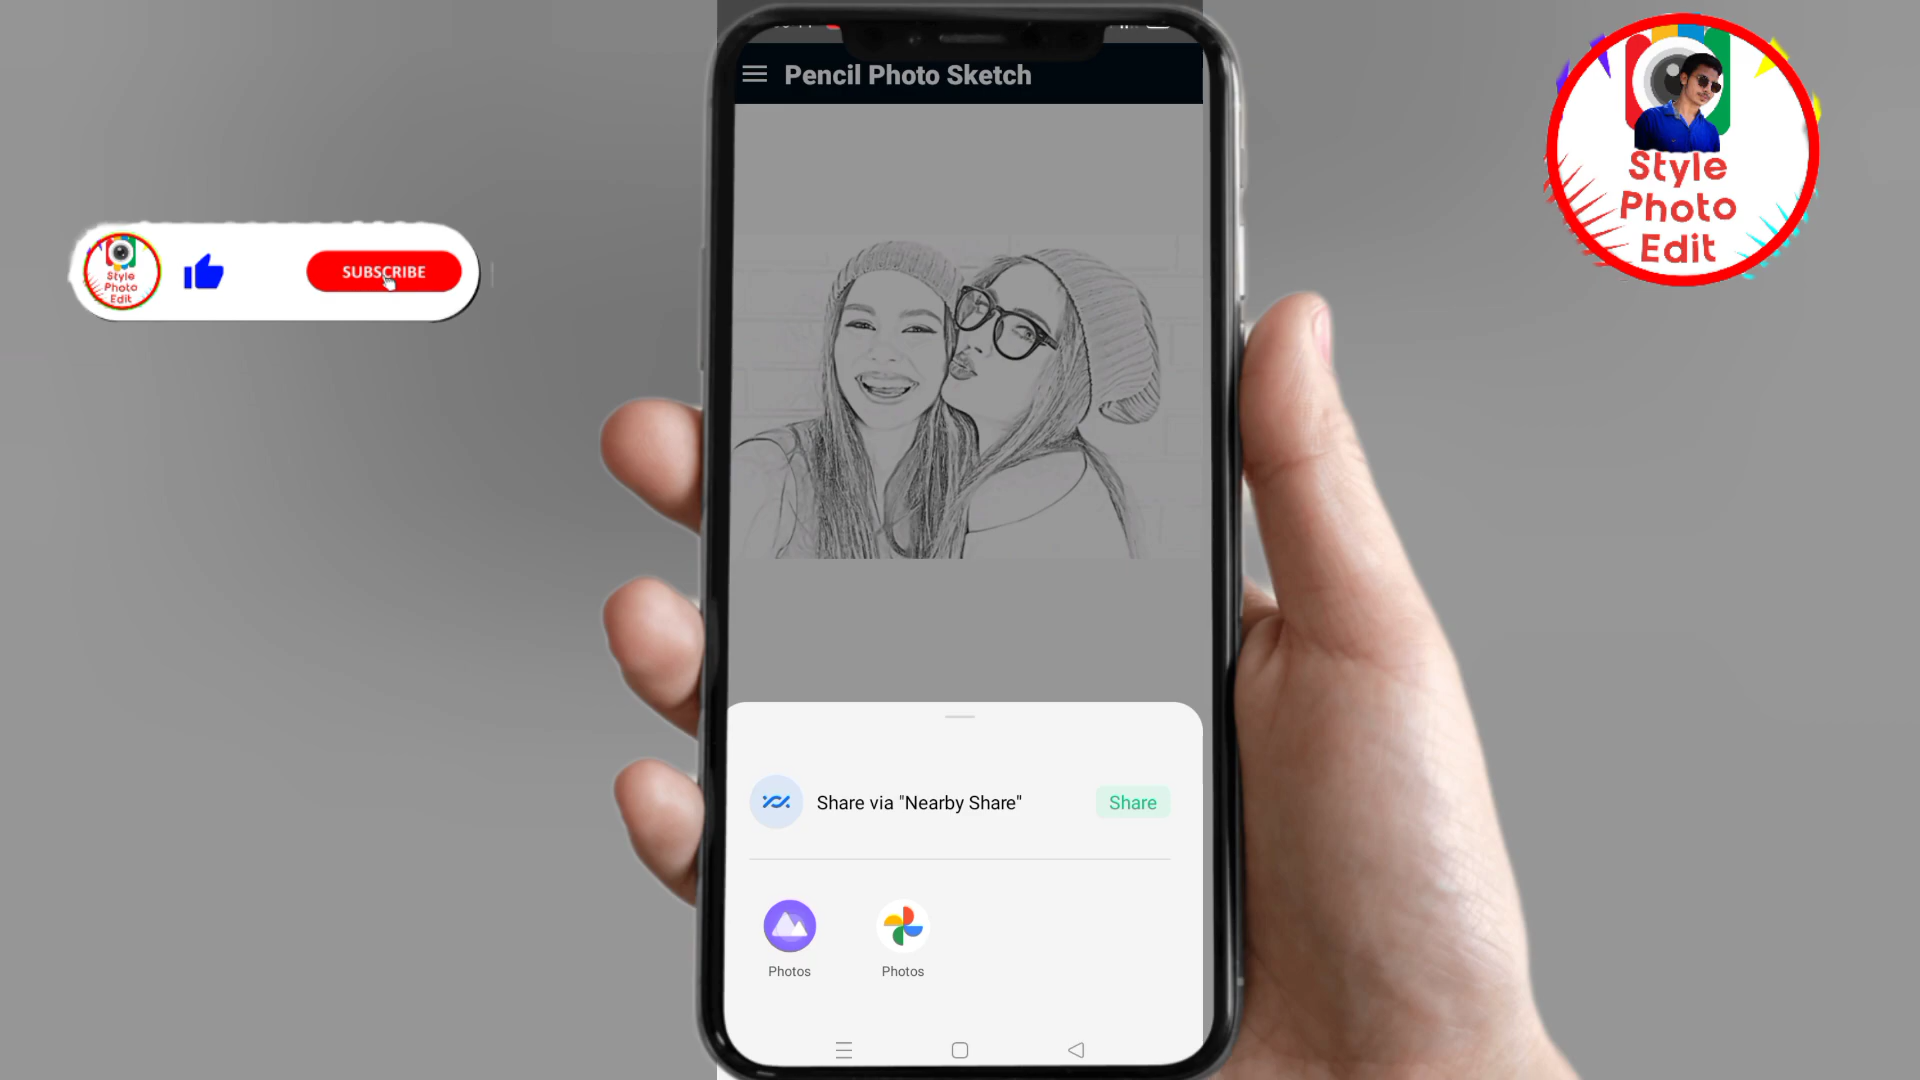 Pencil Photo Sketch
Style
Photo
Edit
Style
Photo
Edit
SUBSCRIBE
Share via "Nearby Share"
Share
Photos
Photos